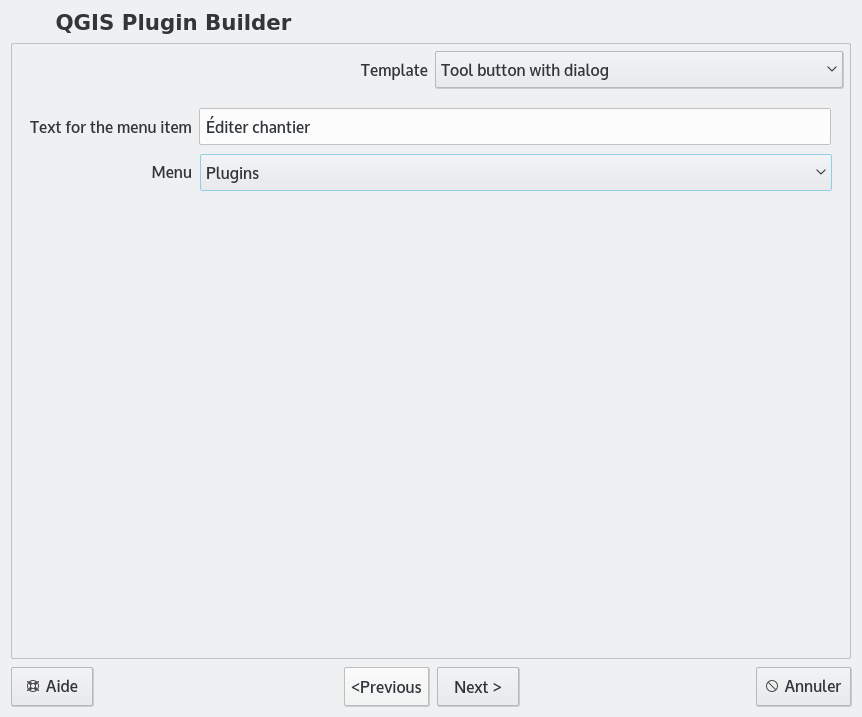 QGIS Plugin Builder
Template Tool button with dialog
Text for the menu item Éditer chantier
Menu Plugins
Aide <Previous Next > Annuler